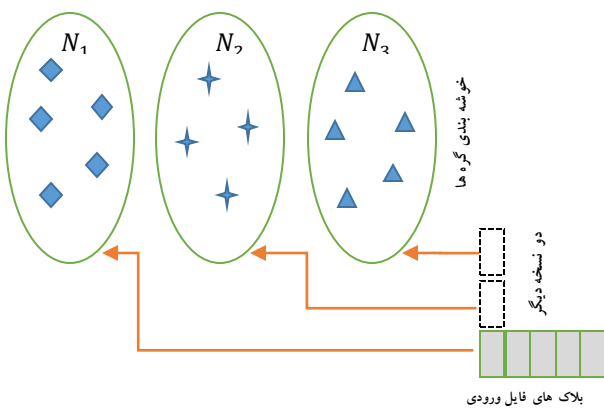 N₁ N₂ N₃
خوشه بندی گره ها
دو نسخه دیگر
بلاک های فایل ورودی